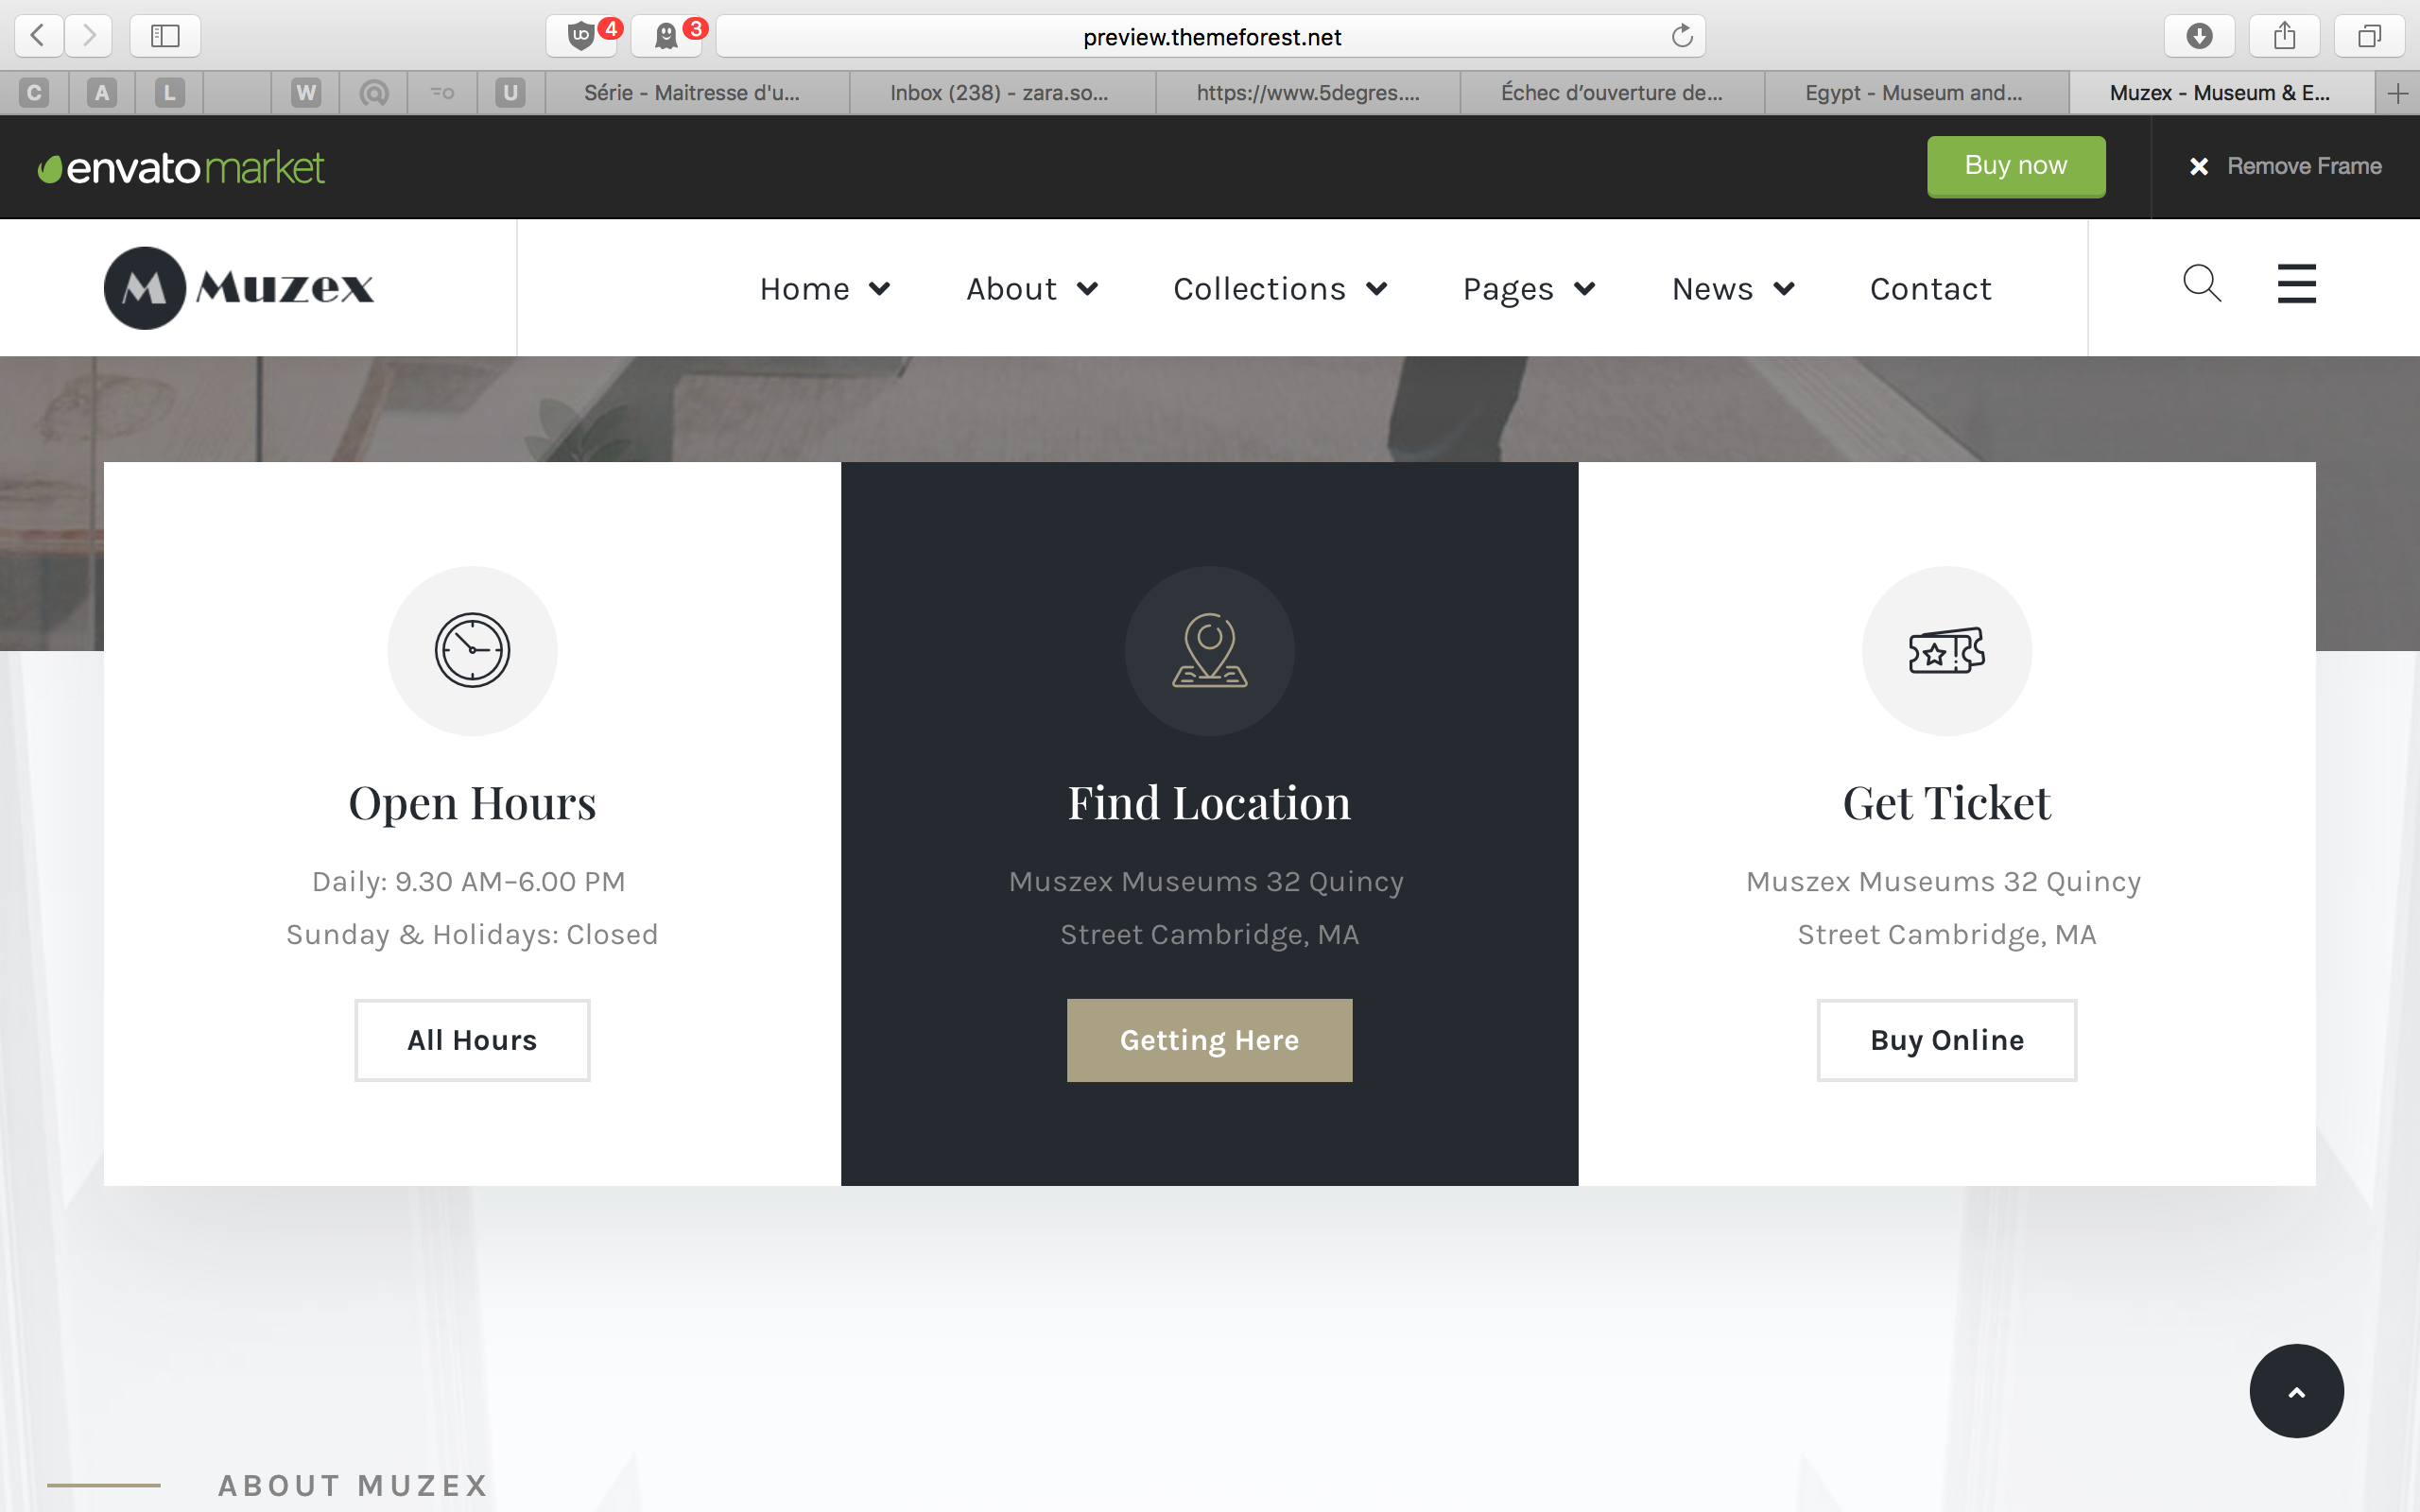 4
3
preview.themeforest.net
C
A
L
W
U
Série - Maitresse d'u...
Inbox (238) - zara.so...
https://www.5degres....
Échec d’ouverture de...
Egypt - Museum and...
Muzex - Museum & E...
envato market
Buy now
Remove Frame
M Muzex
Home
About
Collections
Pages
News
Contact
Open Hours
Daily: 9.30 AM–6.00 PM
Sunday & Holidays: Closed
All Hours
Find Location
Muszex Museums 32 Quincy
Street Cambridge, MA
Getting Here
Get Ticket
Muszex Museums 32 Quincy
Street Cambridge, MA
Buy Online
ABOUT MUZEX